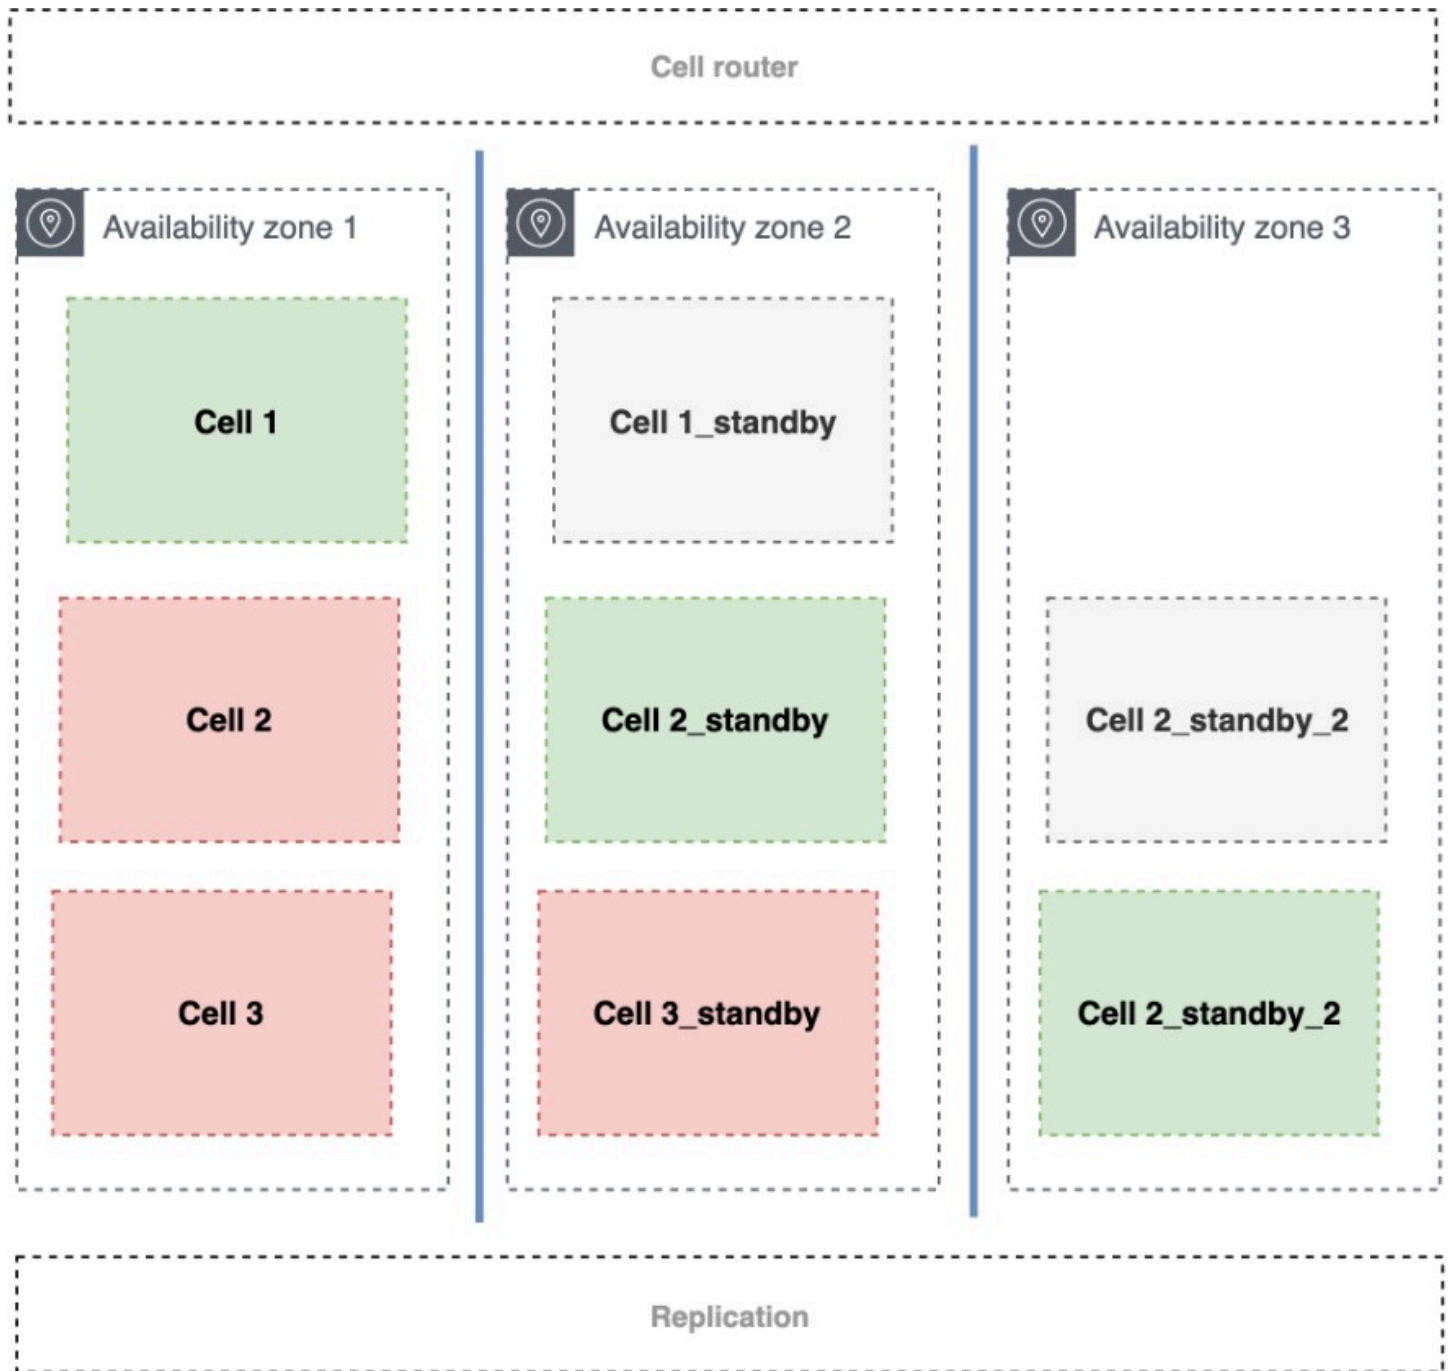 Cell router
Availability zone 1
Availability zone 2
Availability zone 3
Cell 1
Cell 1_standby
Cell 2
Cell 2_standby
Cell 2_standby_2
Cell 3
Cell 3_standby
Cell 2_standby_2
Replication